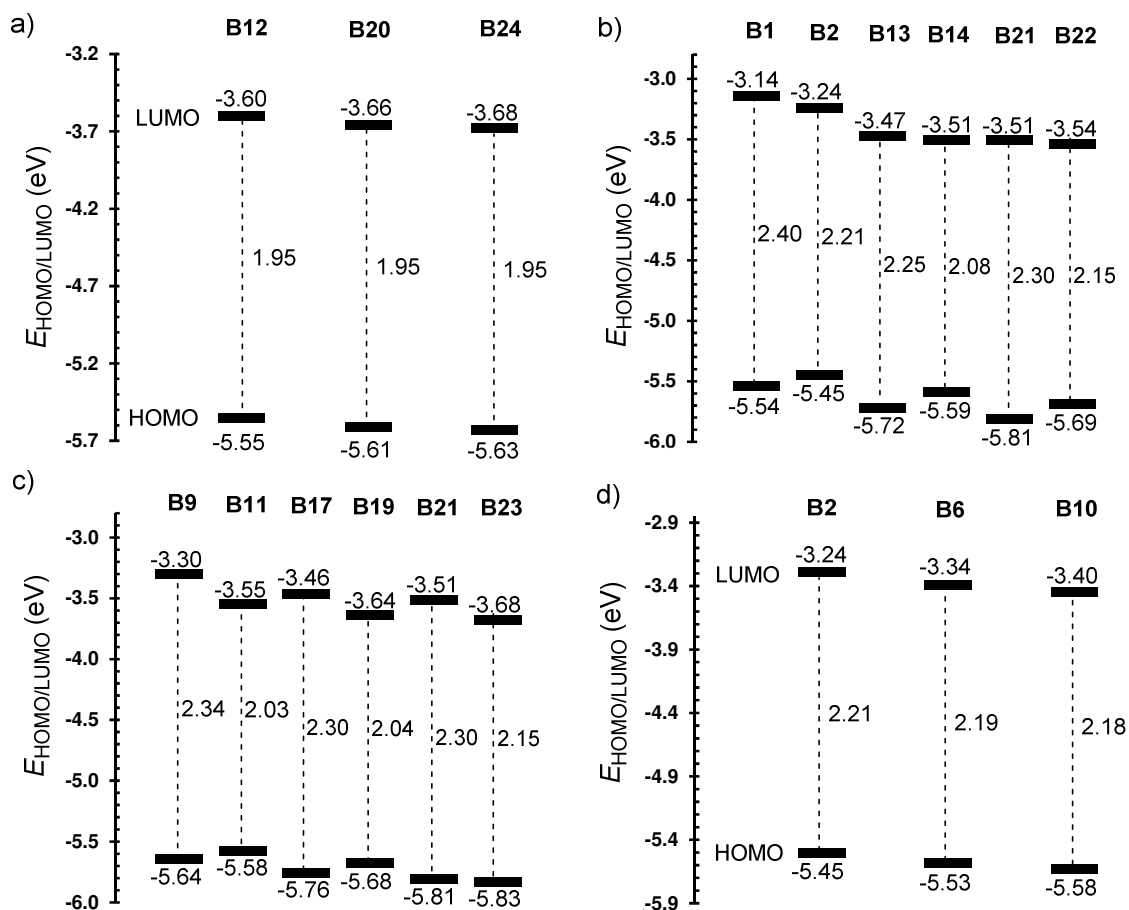 a)
B12 B20 B24
-3.2
-3.7
-4.2
-4.7
-5.2
-5.7
EHOMO/LUMO (eV)
LUMO
HOMO
-3.60 -3.66 -3.68
1.95 1.95 1.95
-5.55 -5.61 -5.63
b)
B1 B2 B13 B14 B21 B22
-3.0
-3.5
-4.0
-4.5
-5.0
-5.5
-6.0
EHOMO/LUMO (eV)
-3.14 -3.24 -3.47 -3.51 -3.51 -3.54
2.40 2.21 2.25 2.08 2.30 2.15
-5.54 -5.45 -5.72 -5.59 -5.81 -5.69
c)
B9 B11 B17 B19 B21 B23
-3.0
-3.5
-4.0
-4.5
-5.0
-5.5
-6.0
EHOMO/LUMO (eV)
-3.30 -3.55 -3.46 -3.64 -3.51 -3.68
2.34 2.03 2.30 2.04 2.30 2.15
-5.64 -5.58 -5.76 -5.68 -5.81 -5.83
d)
B2 B6 B10
-2.9
-3.4
-3.9
-4.4
-4.9
-5.4
-5.9
EHOMO/LUMO (eV)
LUMO
HOMO
-3.24 -3.34 -3.40
2.21 2.19 2.18
-5.45 -5.53 -5.58